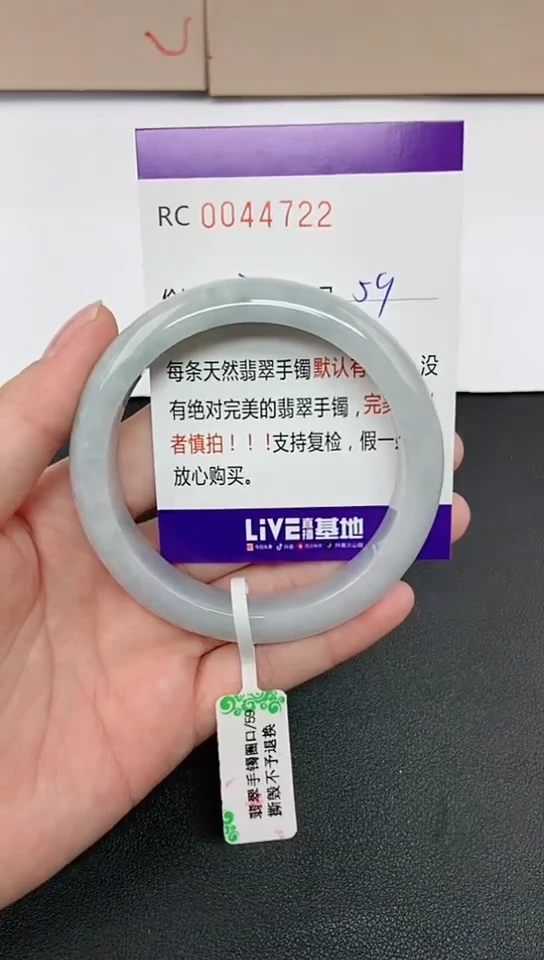 RC 0044722
59
每条天然翡翠手镯默认有 没
有绝对完美的翡翠手镯，完
者慎拍！！！支持复检，假一
放心购买。
LiVE直播基地
翡翠手镯圈口/59
撕毁不予退换